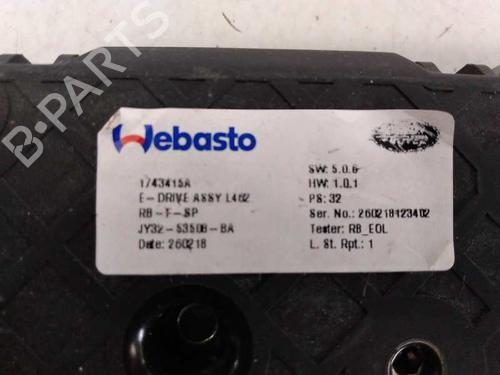 Webasto
1743415A
E-DRIVE ASSY L462
RB-T-SP
JY32-53508-BA
Date: 260218
SW: 5.0.6
HW: 1.0.1
PS: 32
Ser. No.: 260218123402
Tester: RB_EOL
L. St. Rpt.: 1
B-PARTS